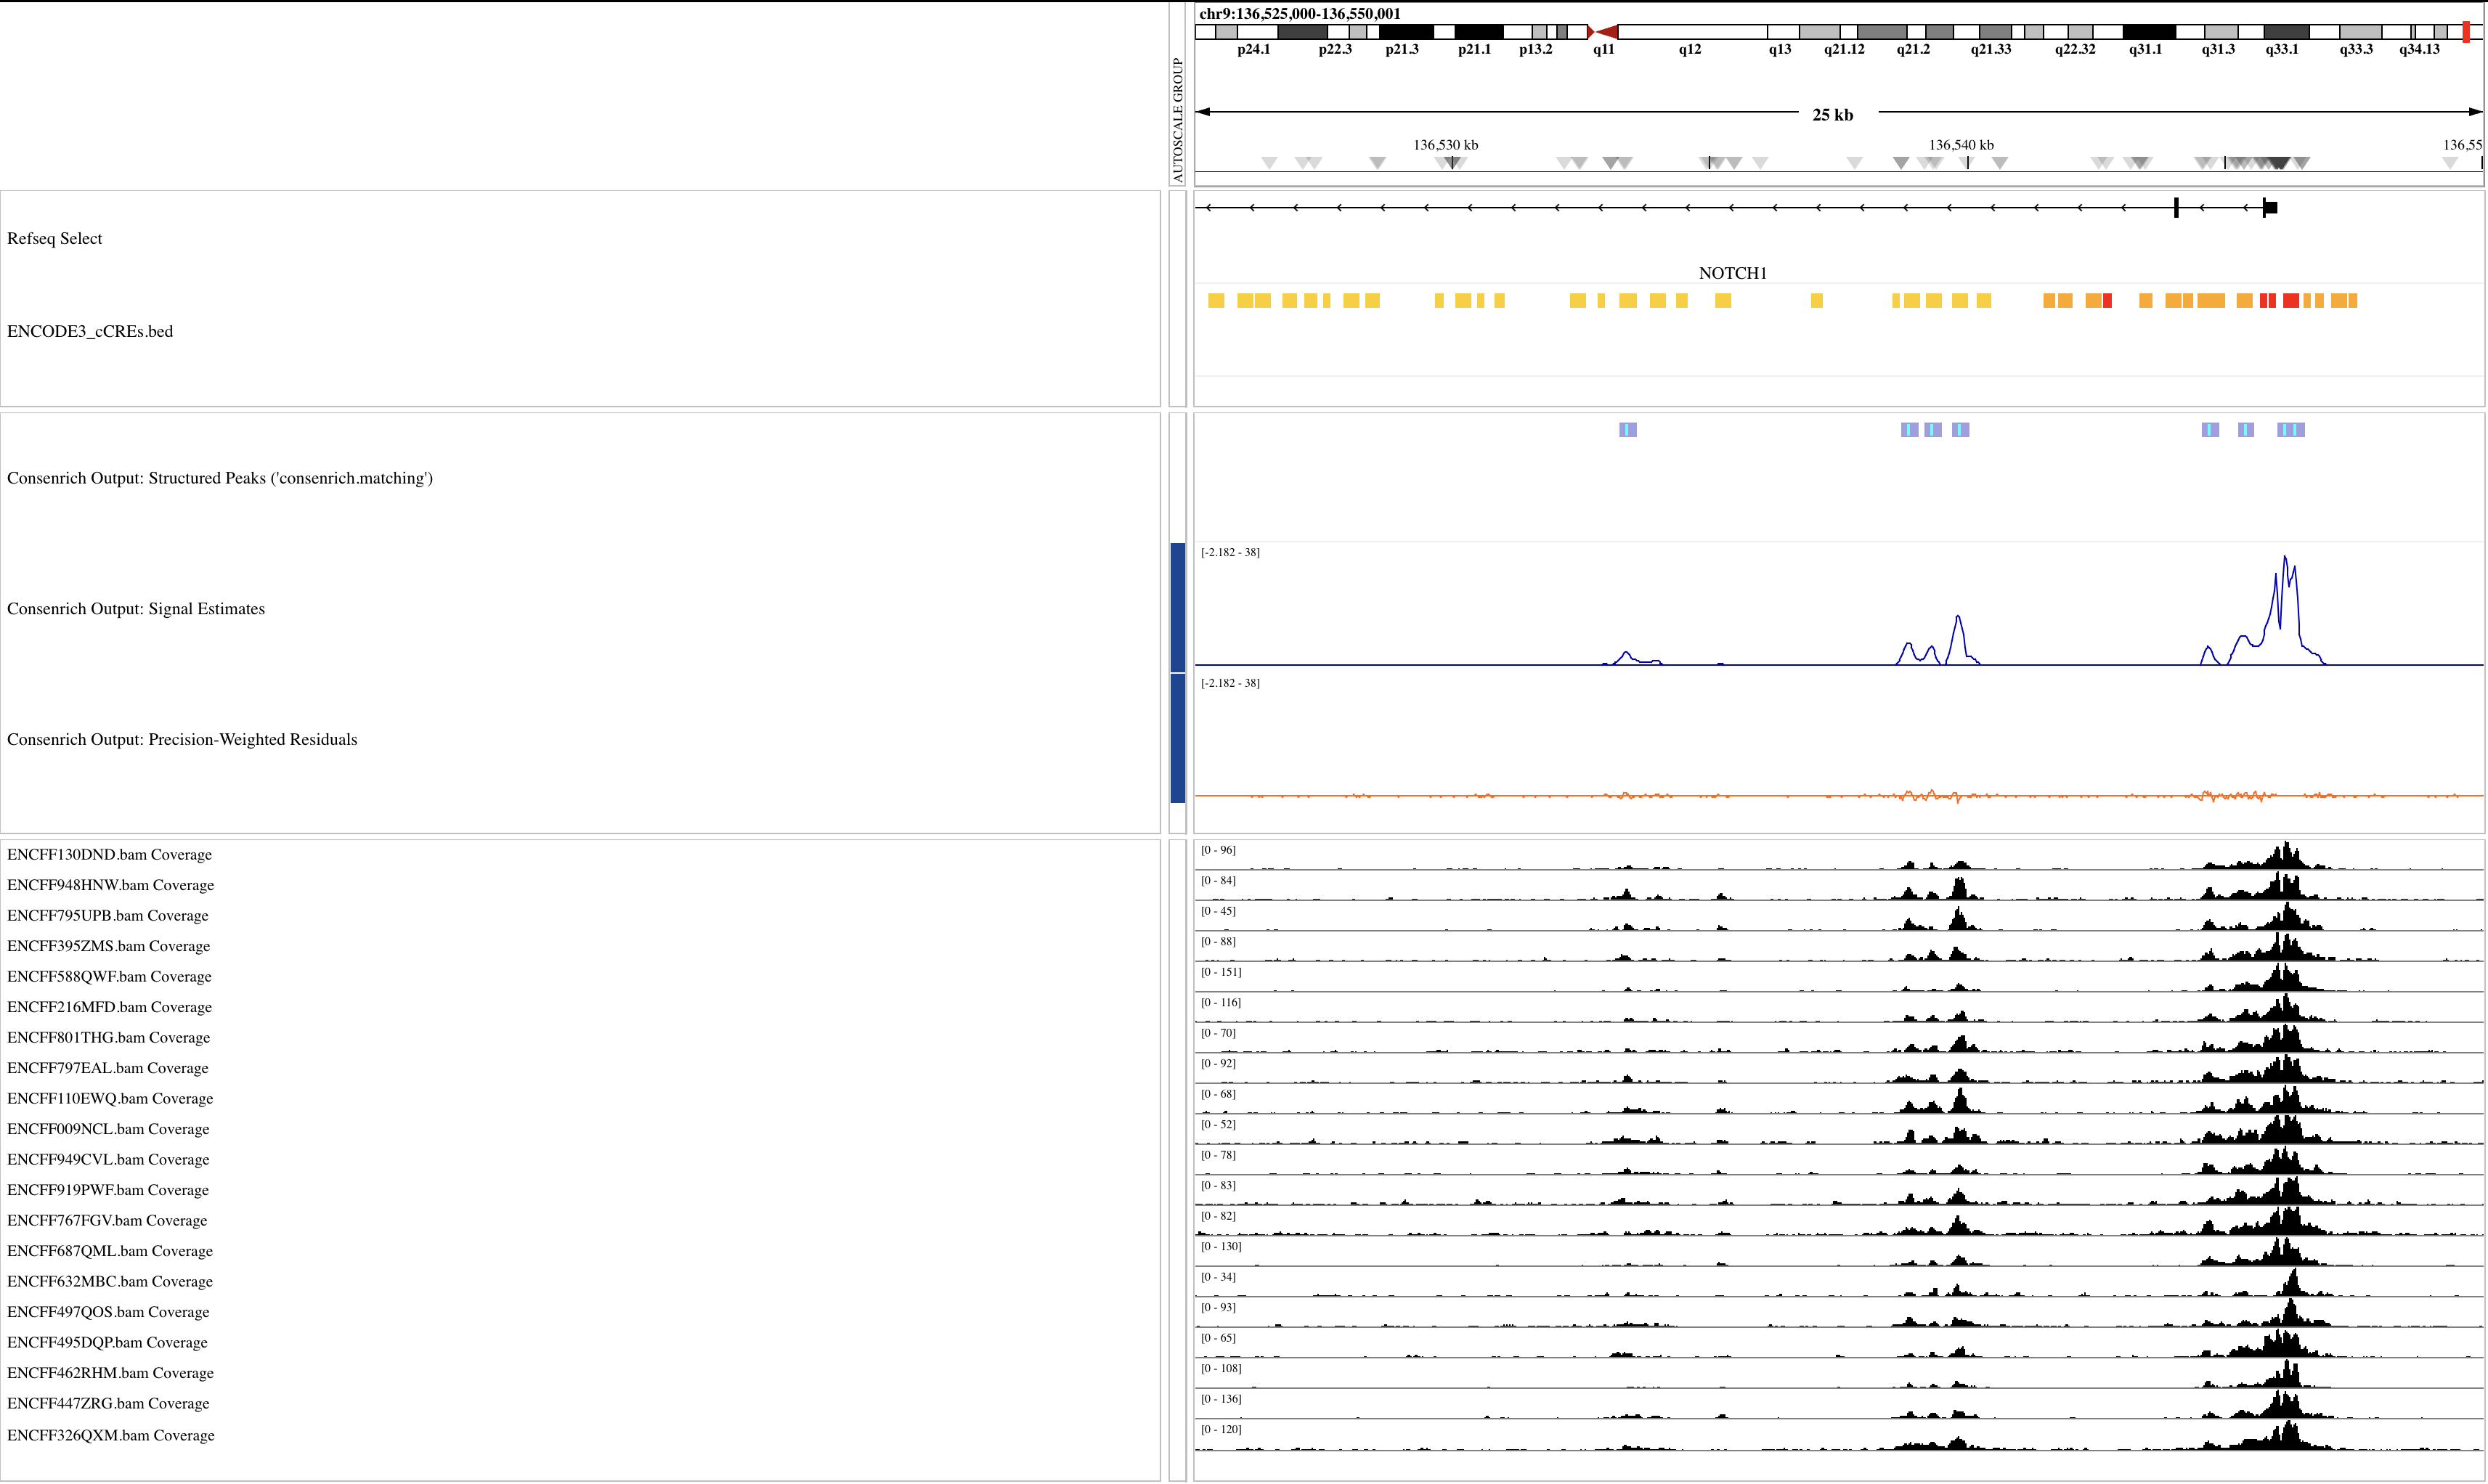 chr9:136,525,000-136,550,001
p24.1 p22.3 p21.3 p21.1 p13.2 q11 q12 q13 q21.12 q21.2 q21.33 q22.32 q31.1 q31.3 q33.1 q33.3 q34.13
AUTOSCALE GROUP
25 kb
136,530 kb 136,540 kb 136,55
Refseq Select
NOTCH1
ENCODE3_cCREs.bed
Consenrich Output: Structured Peaks ('consenrich.matching')
[-2.182 - 38]
Consenrich Output: Signal Estimates
[-2.182 - 38]
Consenrich Output: Precision-Weighted Residuals
ENCFF130DND.bam Coverage [0 - 96]
ENCFF948HNW.bam Coverage [0 - 84]
ENCFF795UPB.bam Coverage [0 - 45]
ENCFF395ZMS.bam Coverage [0 - 88]
ENCFF588QWF.bam Coverage [0 - 151]
ENCFF216MFD.bam Coverage [0 - 116]
ENCFF801THG.bam Coverage [0 - 70]
ENCFF797EAL.bam Coverage [0 - 92]
ENCFF110EWQ.bam Coverage [0 - 68]
ENCFF009NCL.bam Coverage [0 - 52]
ENCFF949CVL.bam Coverage [0 - 78]
ENCFF919PWF.bam Coverage [0 - 83]
ENCFF767FGV.bam Coverage [0 - 82]
ENCFF687QML.bam Coverage [0 - 130]
ENCFF632MBC.bam Coverage [0 - 34]
ENCFF497QOS.bam Coverage [0 - 93]
ENCFF495DQP.bam Coverage [0 - 65]
ENCFF462RHM.bam Coverage [0 - 108]
ENCFF447ZRG.bam Coverage [0 - 136]
ENCFF326QXM.bam Coverage [0 - 120]